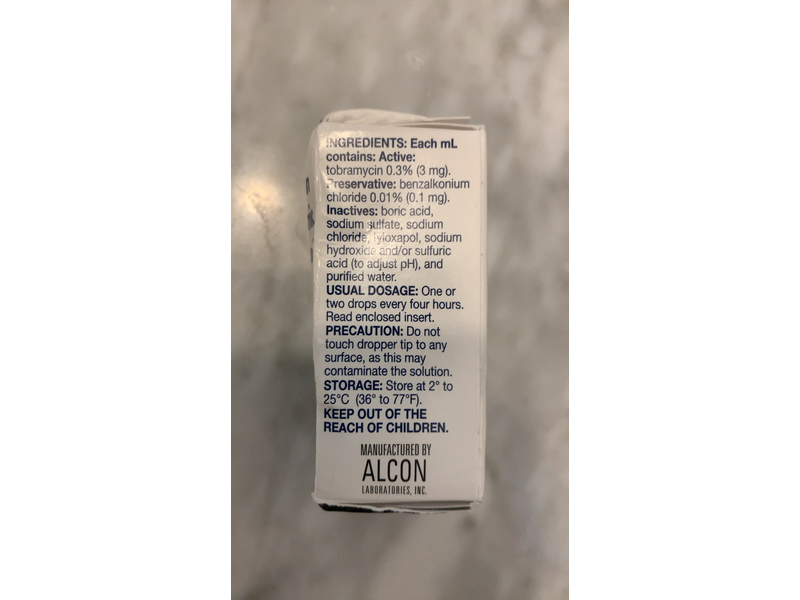 INGREDIENTS: Each mL
contains: Active:
tobramycin 0.3% (3 mg).
Preservative: benzalkonium
chloride 0.01% (0.1 mg).
Inactives: boric acid,
sodium sulfate, sodium
chloride, tyloxapol, sodium
hydroxide and/or sulfuric
acid (to adjust pH), and
purified water.
USUAL DOSAGE: One or
two drops every four hours.
Read enclosed insert.
PRECAUTION: Do not
touch dropper tip to any
surface, as this may
contaminate the solution.
STORAGE: Store at 2° to
25°C (36° to 77°F).
KEEP OUT OF THE
REACH OF CHILDREN.
MANUFACTURED BY
ALCON
LABORATORIES, INC.